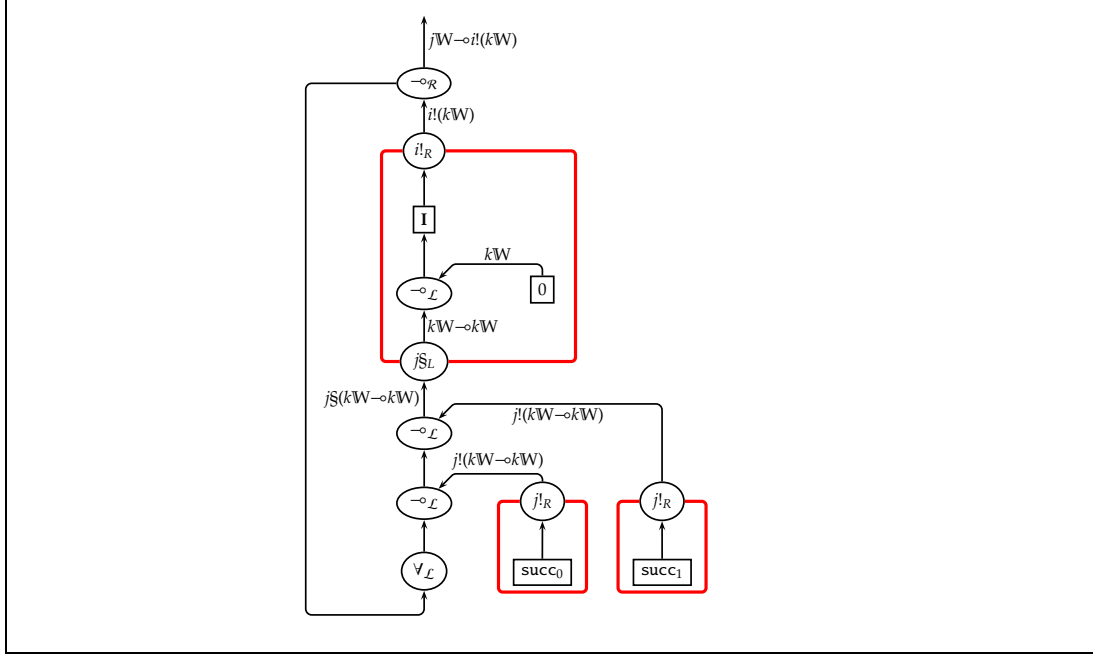 j𝕎⊸i!(k𝕎)
⊸ℛ
i!(k𝕎)
i!R
I
k𝕎
⊸ℒ
0
k𝕎⊸k𝕎
j§L
j§(k𝕎⊸k𝕎)
j!(k𝕎⊸k𝕎)
⊸ℒ
j!(k𝕎⊸k𝕎)
⊸ℒ
j!R
j!R
∀ℒ
succ₀
succ₁